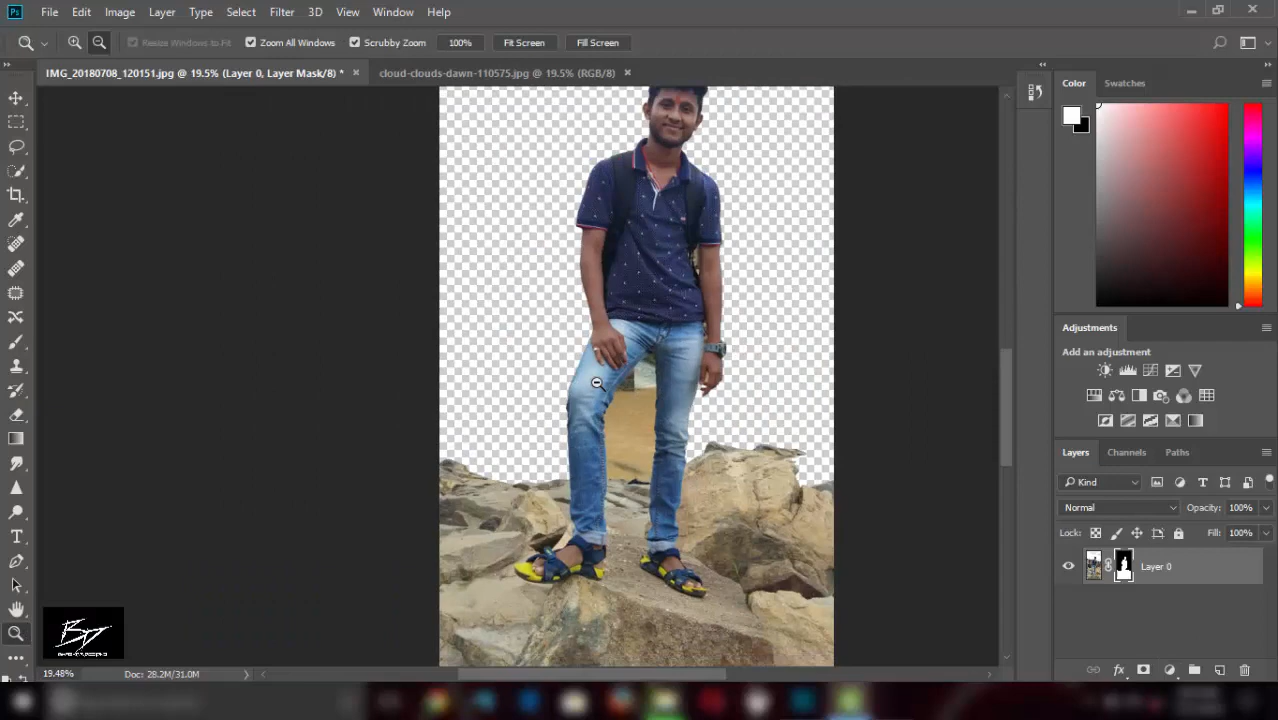 Ps File Edit Image Layer Type Select Filter 3D View Window Help
Resize Windows to Fit Zoom All Windows Scrubby Zoom 100% Fit Screen Fill Screen
IMG_20180708_120151.jpg @ 19.5% (Layer 0, Layer Mask/8) * × cloud-clouds-dawn-110575.jpg @ 19.5% (RGB/8) ×
Color Swatches
Adjustments
Add an adjustment
Layers Channels Paths
Kind
Normal Opacity: 100%
Lock: Fill: 100%
Layer 0
T
19.48% Doc: 28.2M/31.0M
fx